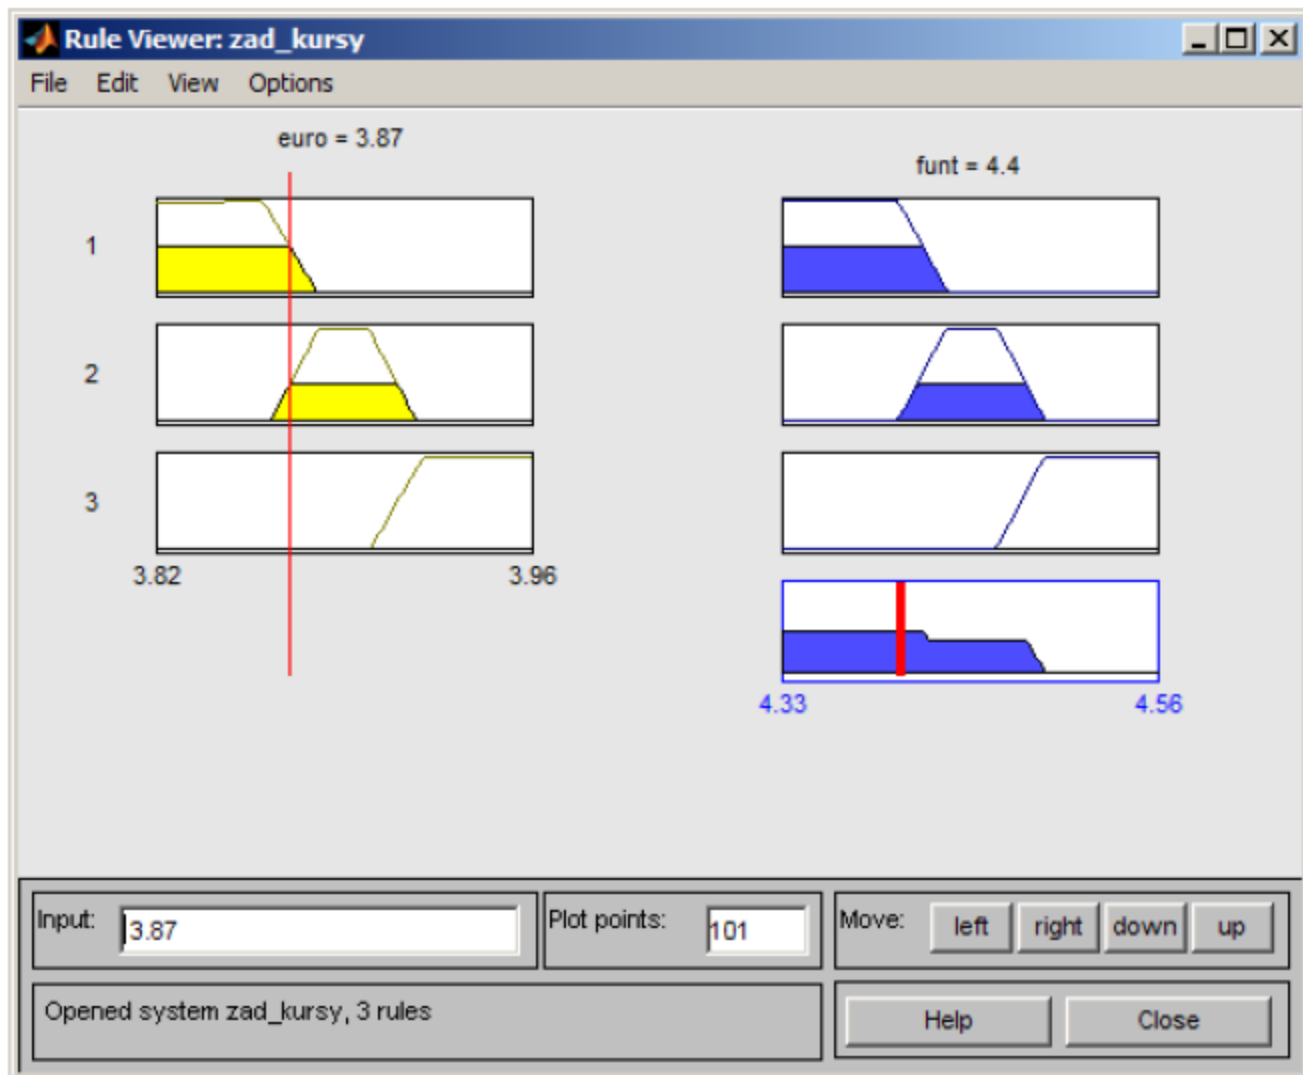 Rule Viewer: zad_kursy
File Edit View Options
euro = 3.87
funt = 4.4
1
2
3
3.82 3.96
4.33 4.56
Input: 3.87 Plot points: 101 Move: left right down up
Opened system zad_kursy, 3 rules Help Close